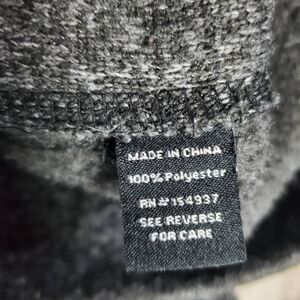 MADE IN CHINA
100% Polyester
RN# 154937
SEE REVERSE
FOR CARE